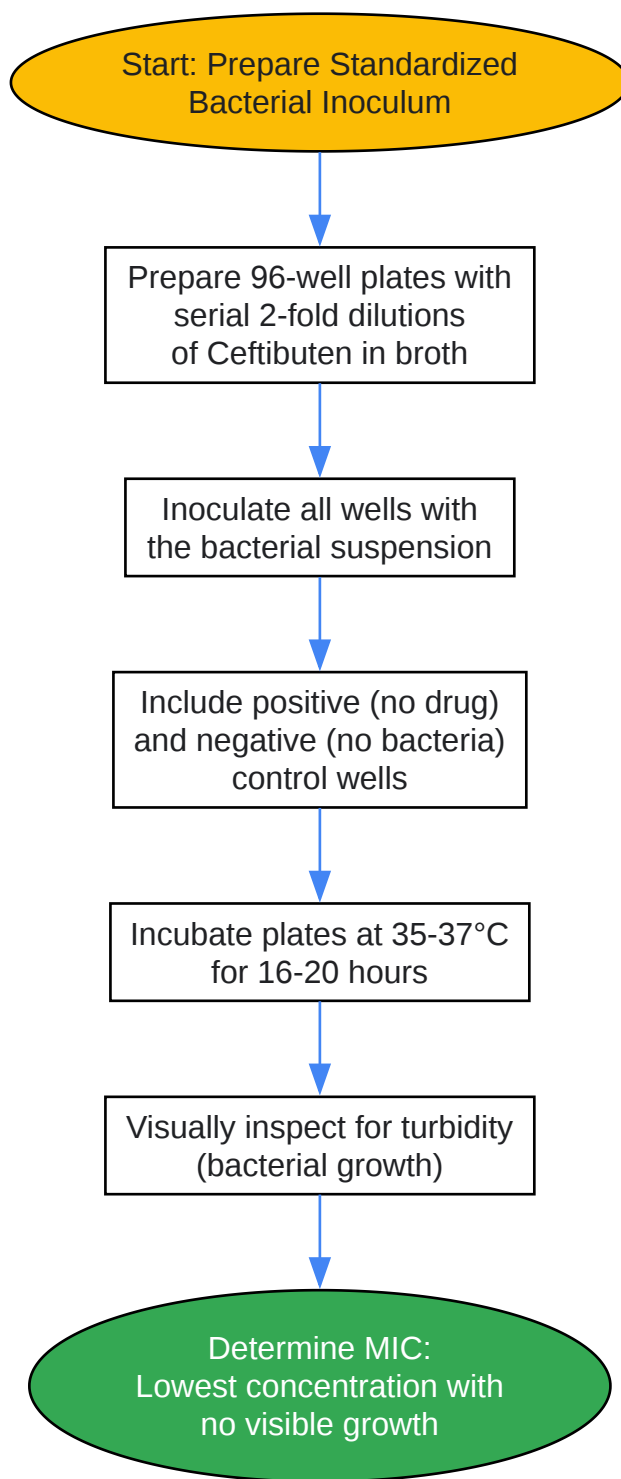 Start: Prepare Standardized
Bacterial Inoculum
Prepare 96-well plates with
serial 2-fold dilutions
of Ceftibuten in broth
Inoculate all wells with
the bacterial suspension
Include positive (no drug)
and negative (no bacteria)
control wells
Incubate plates at 35-37°C
for 16-20 hours
Visually inspect for turbidity
(bacterial growth)
Determine MIC:
Lowest concentration with
no visible growth